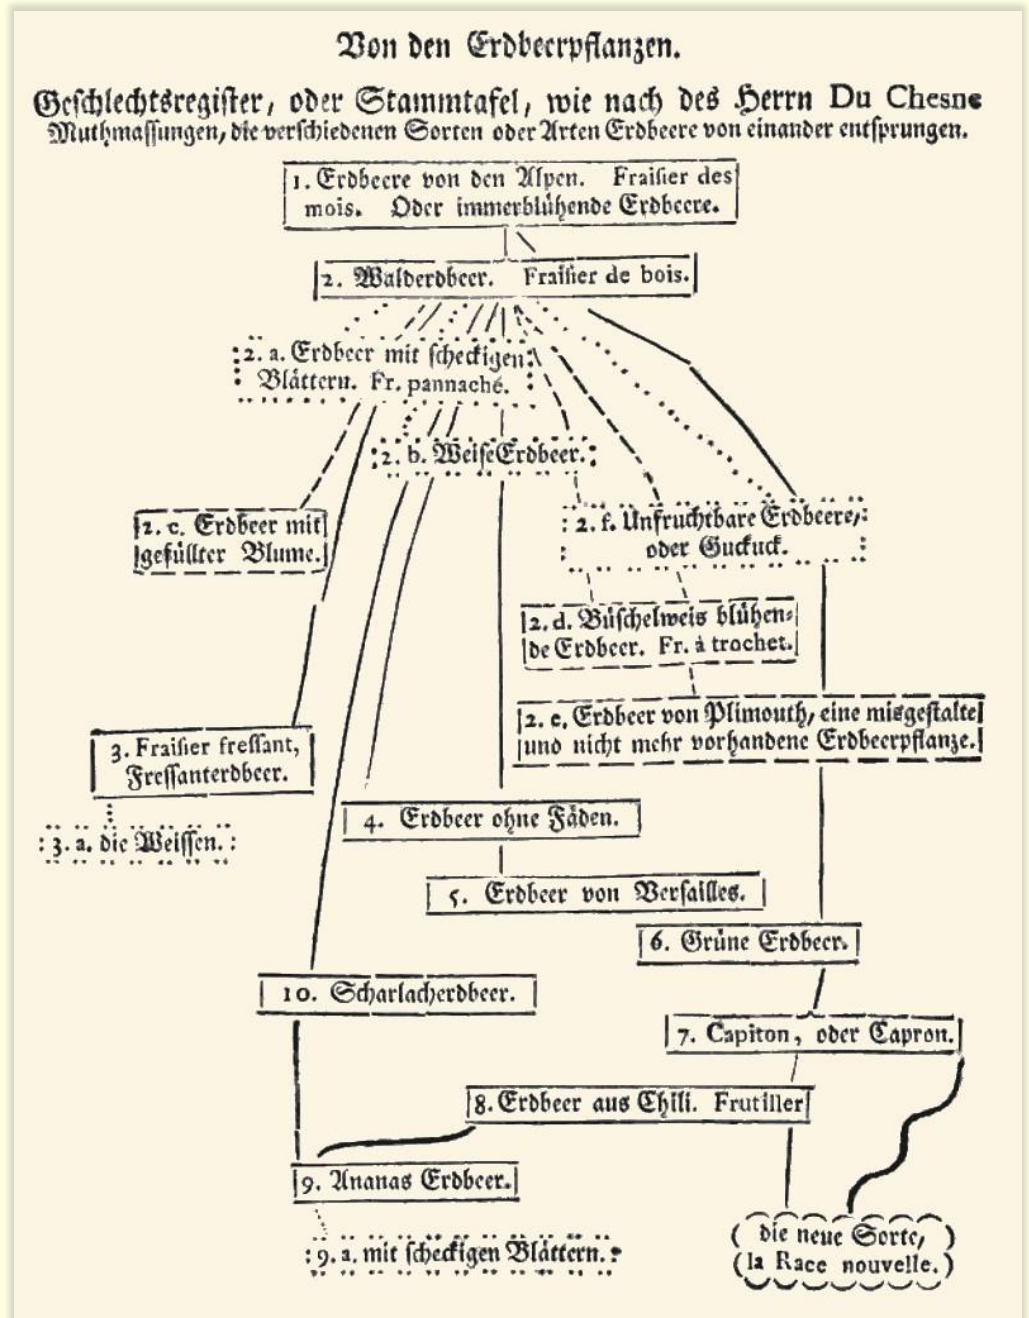 Von den Erdbeerpflanzen.
Geschlechtsregister, oder Stammtafel, wie nach des Herrn Du Chesne
Muthmassungen, die verschiedenen Sorten oder Arten Erdbeere von einander entsprungen.
1. Erdbeere von den Alpen. Fraisier des
mois. Oder immerblühende Erdbeere.
2. Walderdbeer. Fraisier de bois.
2. a. Erdbeer mit scheckigen
Blättern. Fr. pannaché.
2. b. Weise Erdbeer.
2. c. Erdbeer mit
gefüllter Blume.
2. f. Unfruchtbare Erdbeere,
oder Guckuck.
2. d. Büschelweis blühen=
de Erdbeer. Fr. à trochet.
2. e. Erdbeer von Plimouth, eine misgestalte
und nicht mehr vorhandene Erdbeerpflanze.
3. Fraisier fressant,
Fressanterdbeer.
3. a. die Weissen.
4. Erdbeer ohne Fäden.
5. Erdbeer von Versailles.
6. Grüne Erdbeer.
10. Scharlacherdbeer.
7. Capiton, oder Capron.
8. Erdbeer aus Chili. Frutiller
9. Ananas Erdbeer.
9. a. mit scheckigen Blättern.
die neue Sorte,
la Race nouvelle.